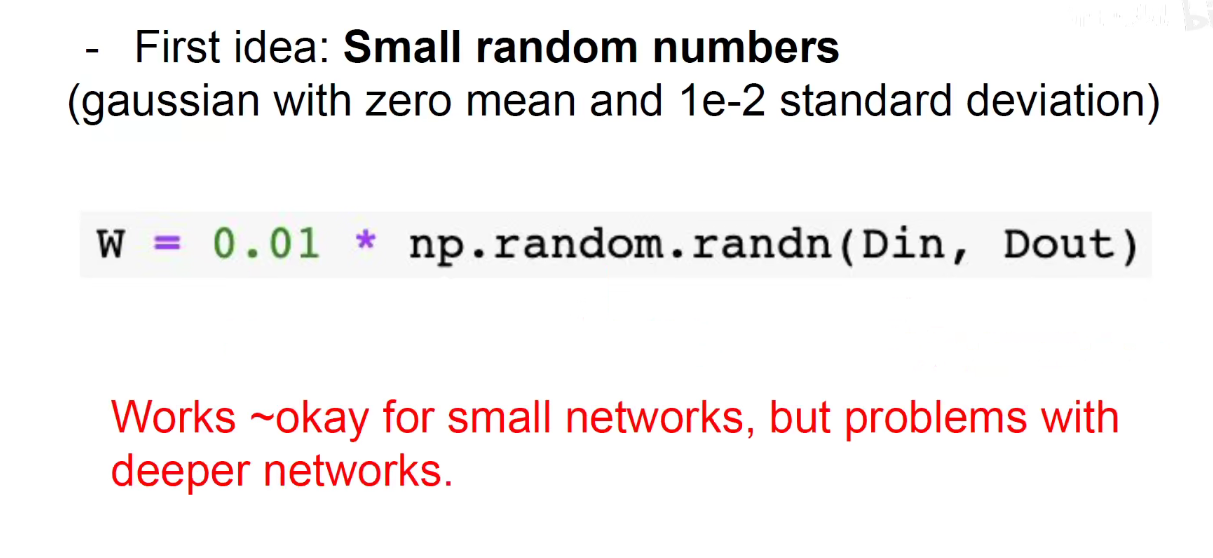 - First idea: Small random numbers
(gaussian with zero mean and 1e-2 standard deviation)
W = 0.01 * np.random.randn(Din, Dout)
Works ~okay for small networks, but problems with
deeper networks.